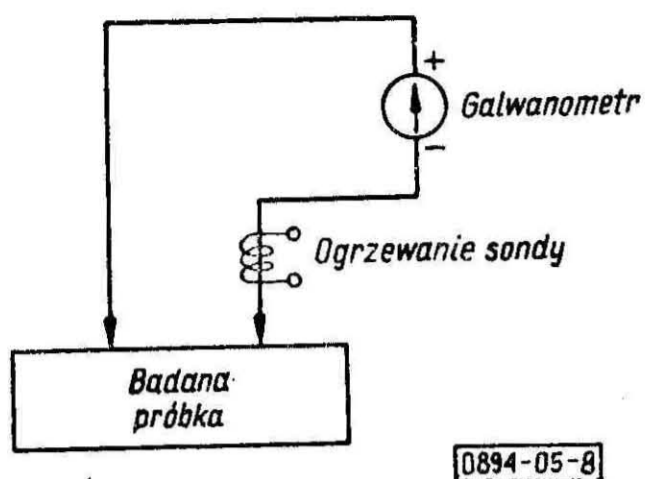 +
Galwanometr
−
Ogrzewanie sondy
Badana
próbka
0894-05-8